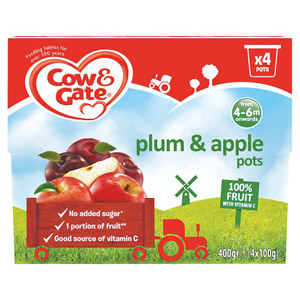 feeding babies for
over 100 years
Cow &
Gate®
x4
POTS
from
4-6m
onwards
plum & apple
pots
100%
FRUIT
WITH VITAMIN C
✓ No added sugar*
✓ 1 portion of fruit**
✓ Good source of vitamin C
400g℮ (4x100g)